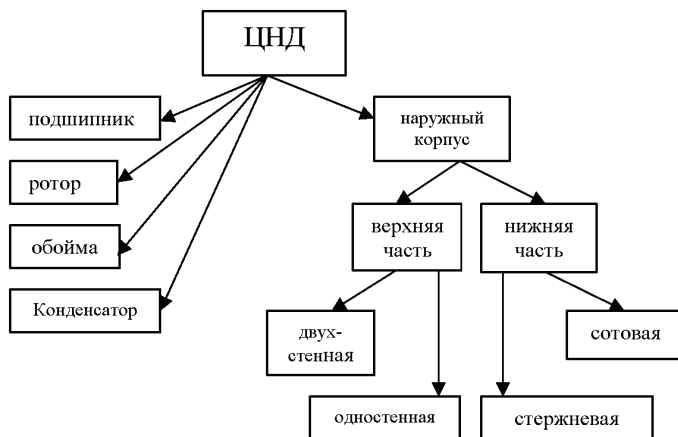 ЦНД
подшипник
наружный
корпус
ротор
обойма
верхняя
часть
нижняя
часть
Конденсатор
двух-
стенная
сотовая
одностенная
стержневая